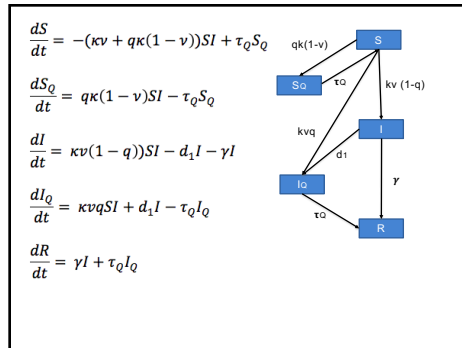 dS/dt = −(κν + qκ(1 − ν))SI + τ_Q S_Q
dS_Q/dt = qκ(1 − ν)SI − τ_Q S_Q
dI/dt = κν(1 − q))SI − d₁I − γI
dI_Q/dt = κνqSI + d₁I − τ_Q I_Q
dR/dt = γI + τ_Q I_Q
S
qk(1-v)
SQ
τQ
kv (1-q)
kvq
I
d1
IQ
γ
τQ
R